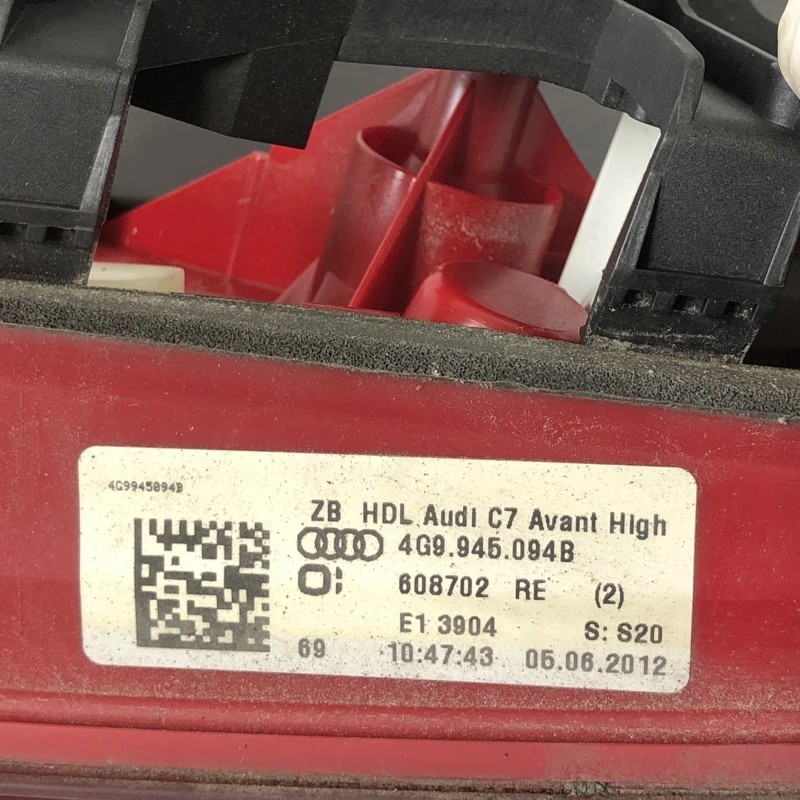 4G9945094B
ZB HDL Audi C7 Avant High
4G9.945.094B
608702 RE (2)
E1 3904 S: S20
69 10:47:43 05.06.2012